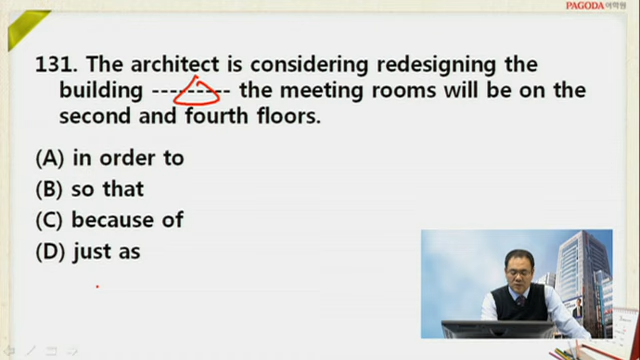 PAGODA어학원
131. The architect is considering redesigning the
building --------- the meeting rooms will be on the
second and fourth floors.
(A) in order to
(B) so that
(C) because of
(D) just as